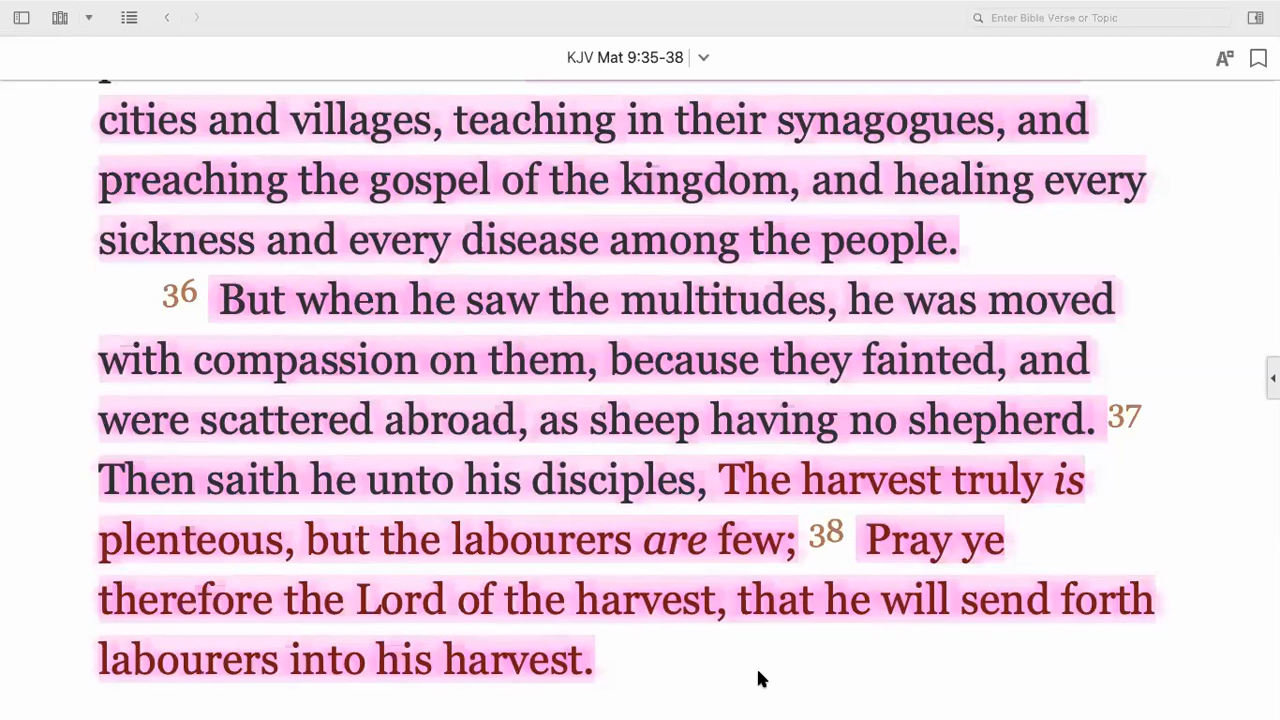 Enter Bible Verse or Topic
KJV Mat 9:35-38
cities and villages, teaching in their synagogues, and
preaching the gospel of the kingdom, and healing every
sickness and every disease among the people.
36 But when he saw the multitudes, he was moved
with compassion on them, because they fainted, and
were scattered abroad, as sheep having no shepherd. 37
Then saith he unto his disciples, The harvest truly is
plenteous, but the labourers are few; 38 Pray ye
therefore the Lord of the harvest, that he will send forth
labourers into his harvest.